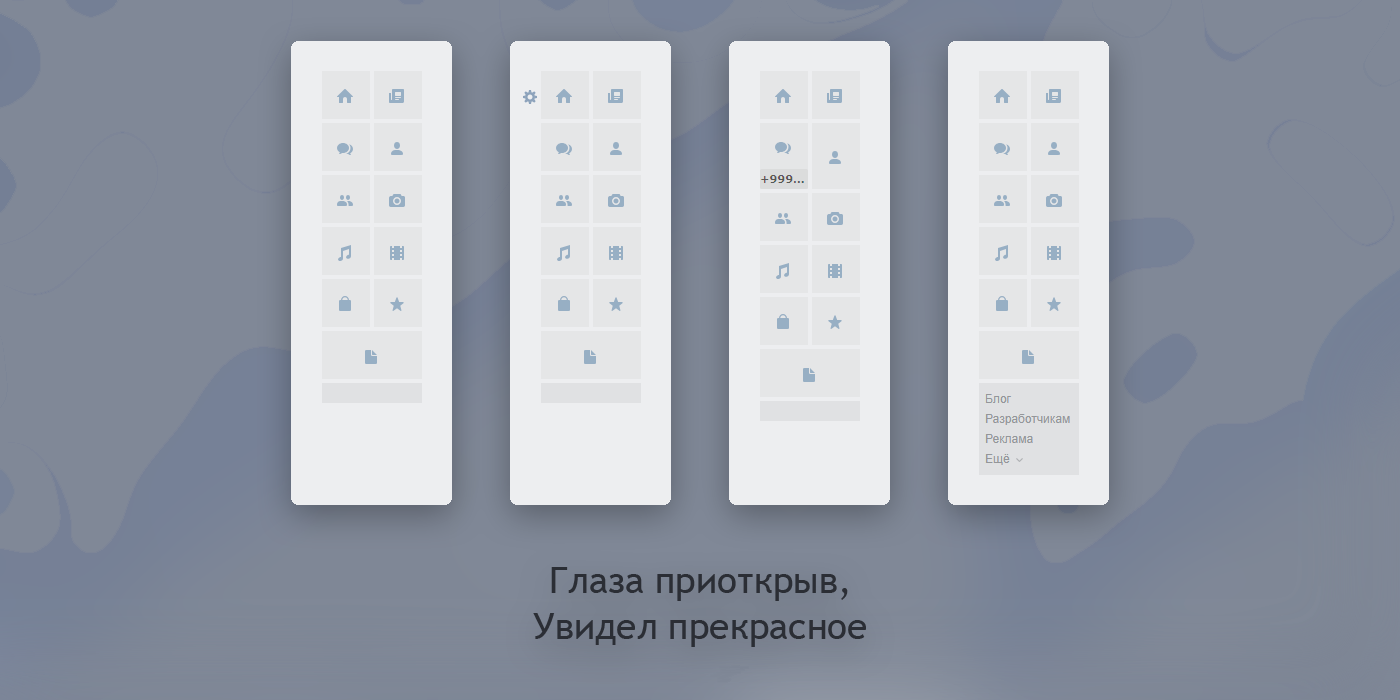 +999...
Блог
Разработчикам
Реклама
Ещё
Глаза приоткрыв,
Увидел прекрасное